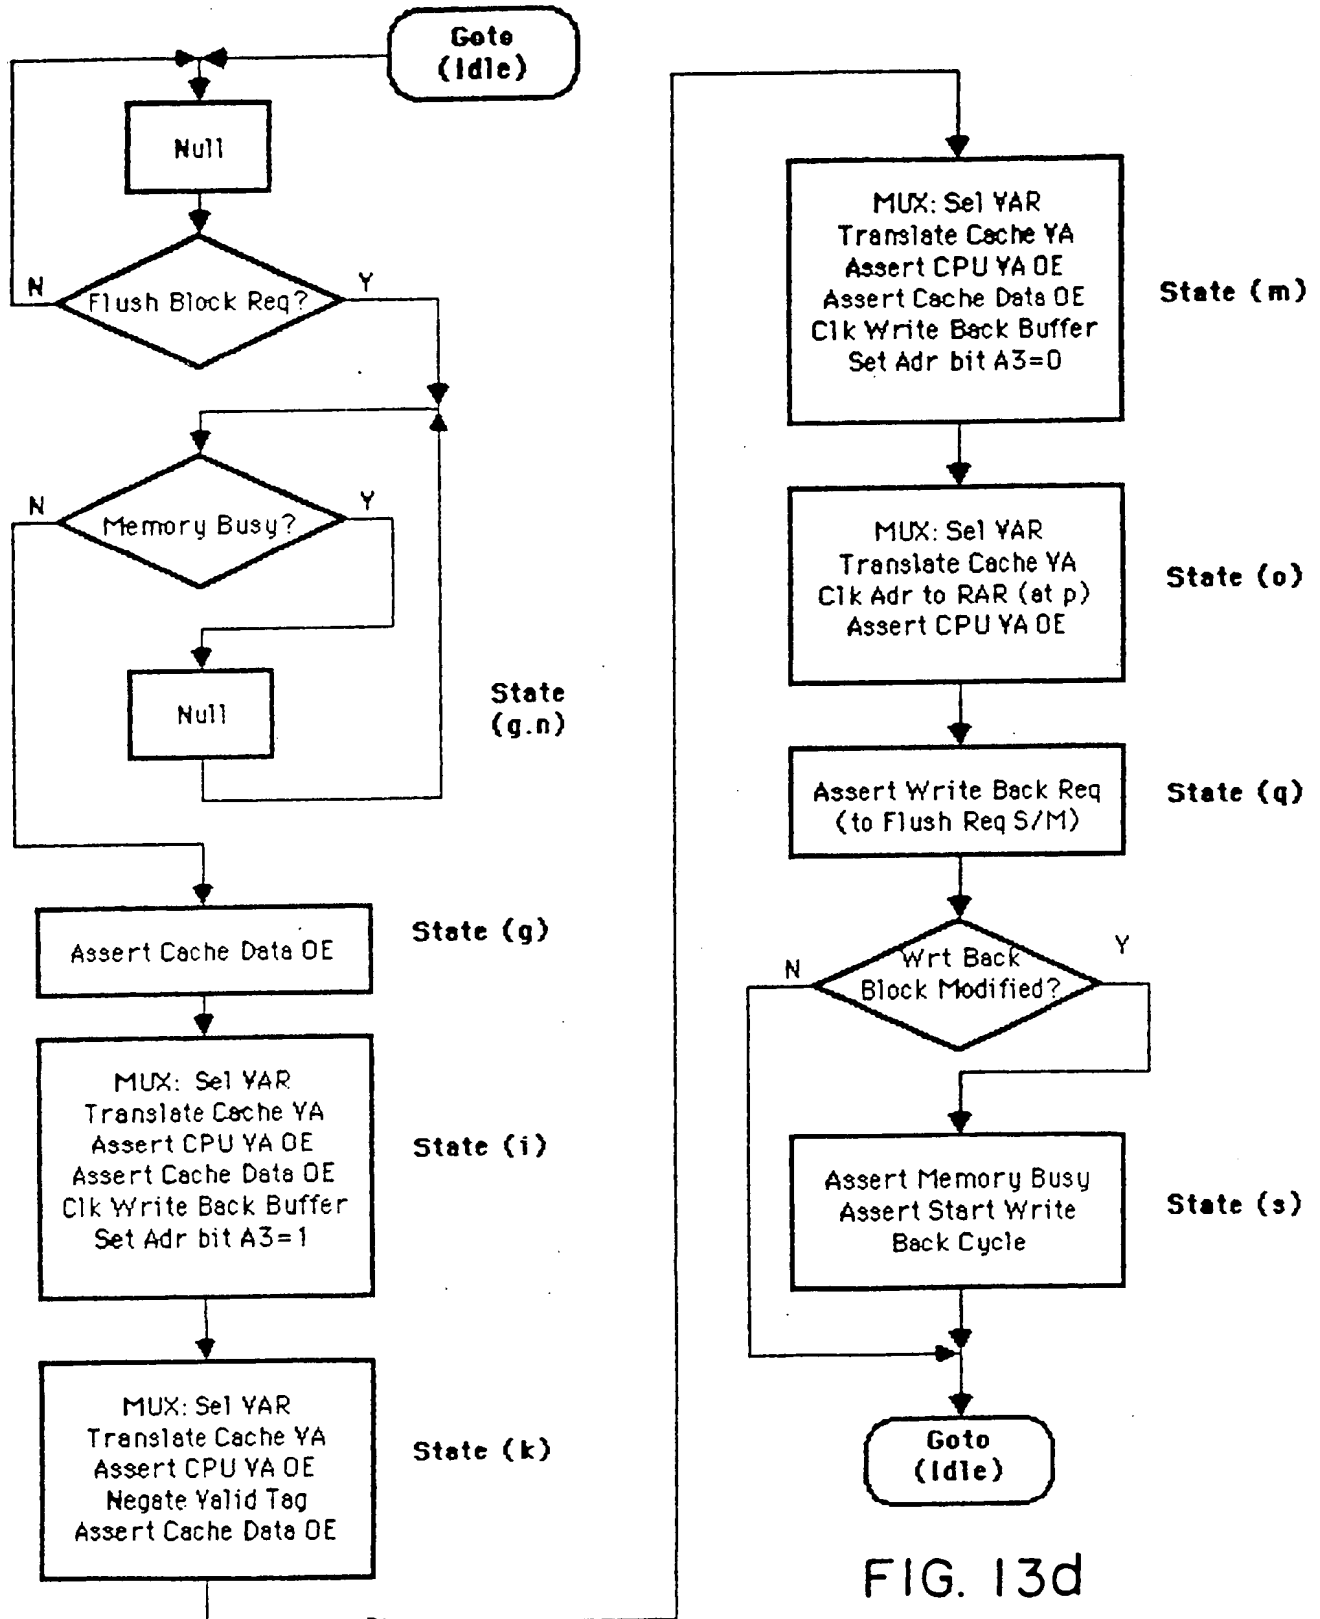 Goto
(Idle)
Null
N
Flush Block Req?
Y
N
Memory Busy?
Y
Null
State
(g.n)
Assert Cache Data OE
State (g)
MUX: Sel VAR
Translate Cache VA
Assert CPU VA OE
Assert Cache Data OE
Clk Write Back Buffer
Set Adr bit A3=1
State (i)
MUX: Sel VAR
Translate Cache VA
Assert CPU VA OE
Negate Valid Tag
Assert Cache Data OE
State (k)
MUX: Sel VAR
Translate Cache VA
Assert CPU VA OE
Assert Cache Data OE
Clk Write Back Buffer
Set Adr bit A3=0
State (m)
MUX: Sel VAR
Translate Cache VA
Clk Adr to RAR (at p)
Assert CPU VA OE
State (o)
Assert Write Back Req
(to Flush Req S/M)
State (q)
N
Wrt Back
Block Modified?
Y
Assert Memory Busy
Assert Start Write
Back Cycle
State (s)
Goto
(Idle)
FIG. 13d